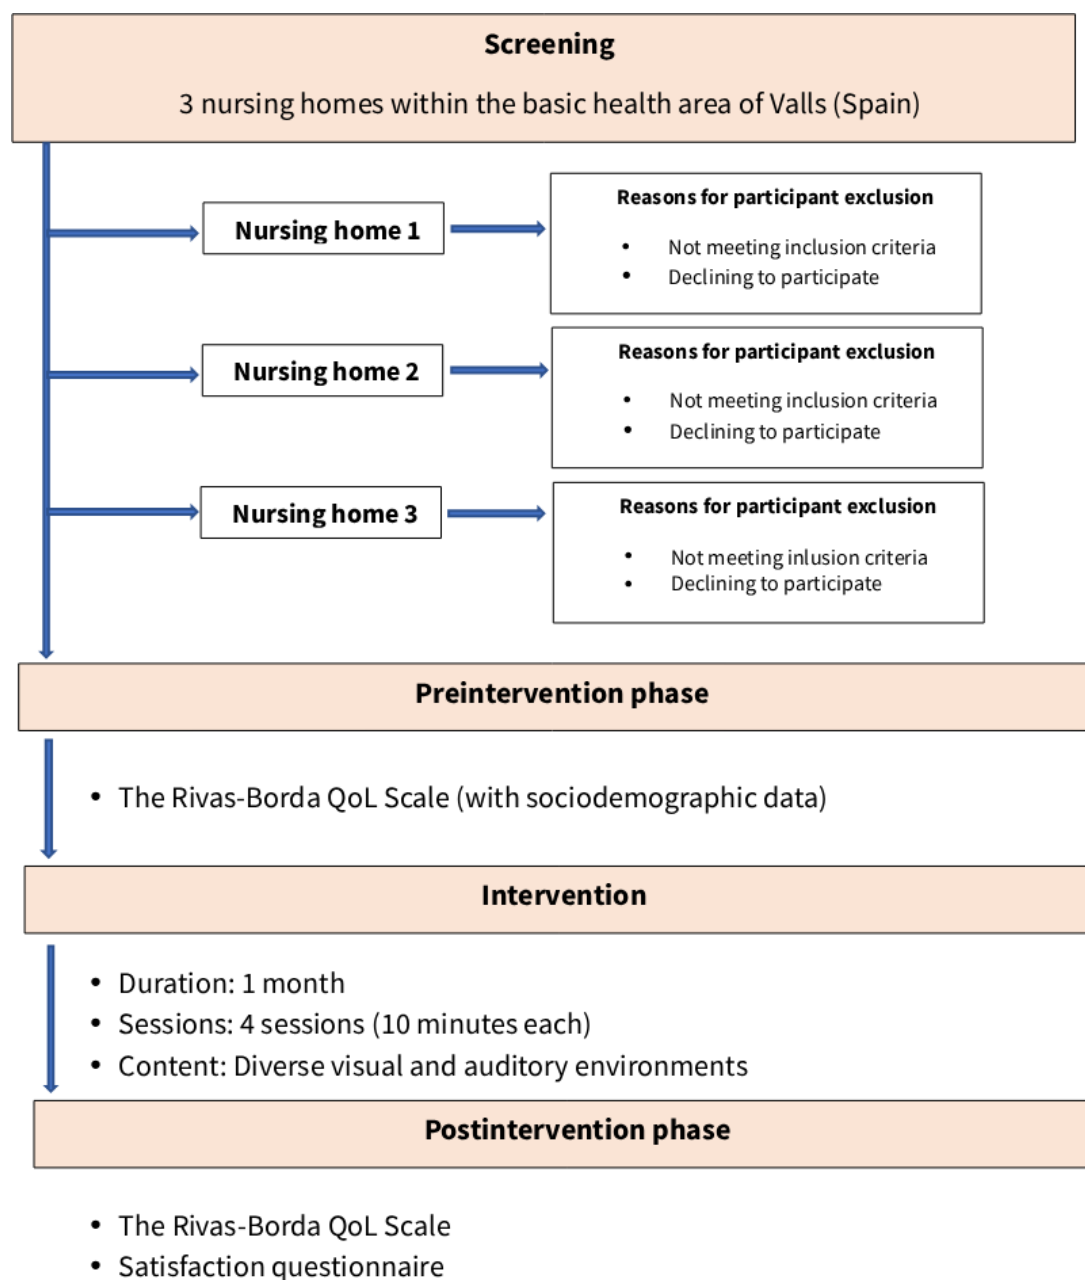 Screening
3 nursing homes within the basic health area of Valls (Spain)
Nursing home 1
Reasons for participant exclusion
• Not meeting inclusion criteria
• Declining to participate
Nursing home 2
Reasons for participant exclusion
• Not meeting inclusion criteria
• Declining to participate
Nursing home 3
Reasons for participant exclusion
• Not meeting inlusion criteria
• Declining to participate
Preintervention phase
• The Rivas-Borda QoL Scale (with sociodemographic data)
Intervention
• Duration: 1 month
• Sessions: 4 sessions (10 minutes each)
• Content: Diverse visual and auditory environments
Postintervention phase
• The Rivas-Borda QoL Scale
• Satisfaction questionnaire